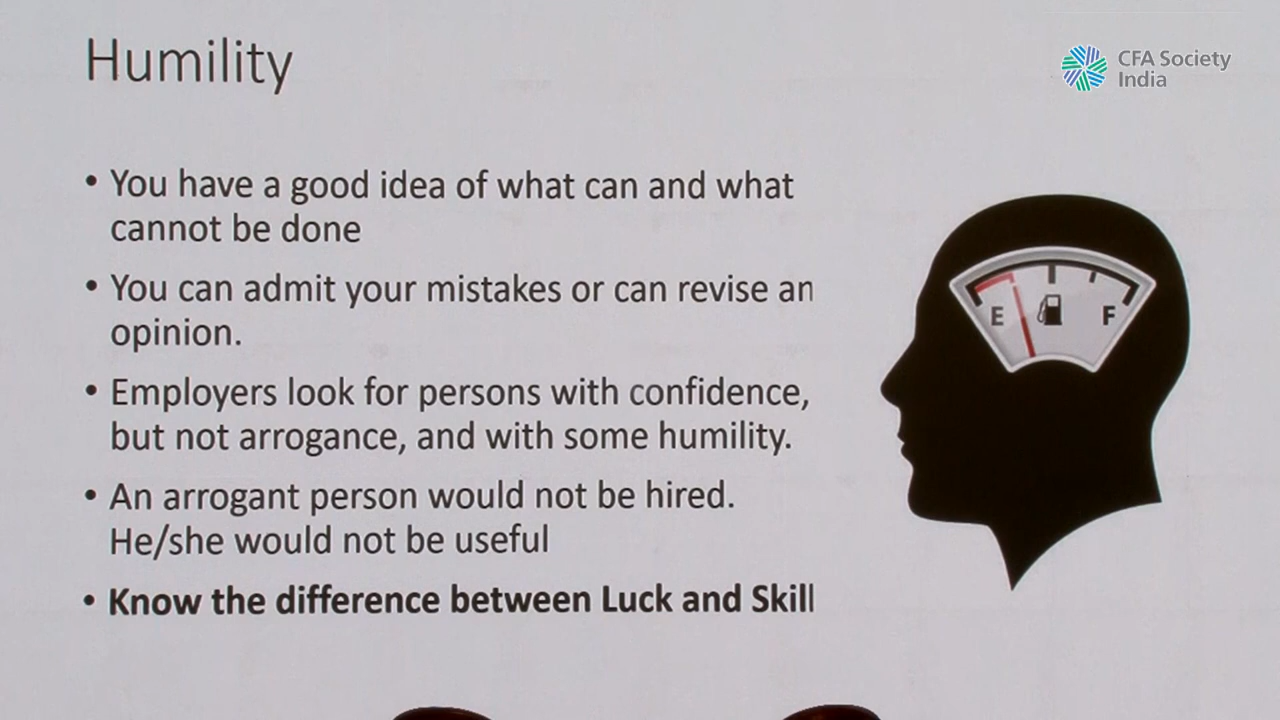 Humility
CFA Society
India
• You have a good idea of what can and what
cannot be done
• You can admit your mistakes or can revise an
opinion.
• Employers look for persons with confidence,
but not arrogance, and with some humility.
• An arrogant person would not be hired.
He/she would not be useful
• Know the difference between Luck and Skill
E
F